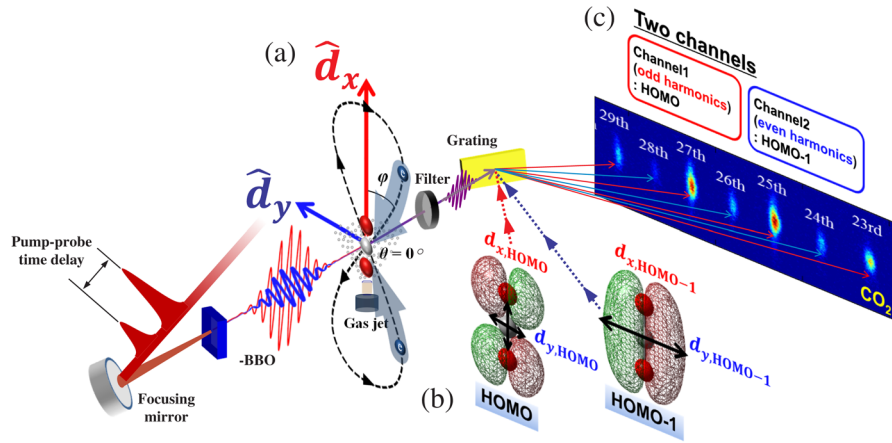 (a)
d̂x
d̂y
φ
θ = 0°
e
e
Pump-probe
time delay
-BBO
Focusing
mirror
Gas jet
Filter
Grating
(b)
dx,HOMO
dy,HOMO
HOMO
dx,HOMO−1
dy,HOMO−1
HOMO-1
(c)
Two channels
Channel1
(odd harmonics)
: HOMO
Channel2
(even harmonics)
: HOMO-1
29th
28th
27th
26th
25th
24th
23rd
CO2